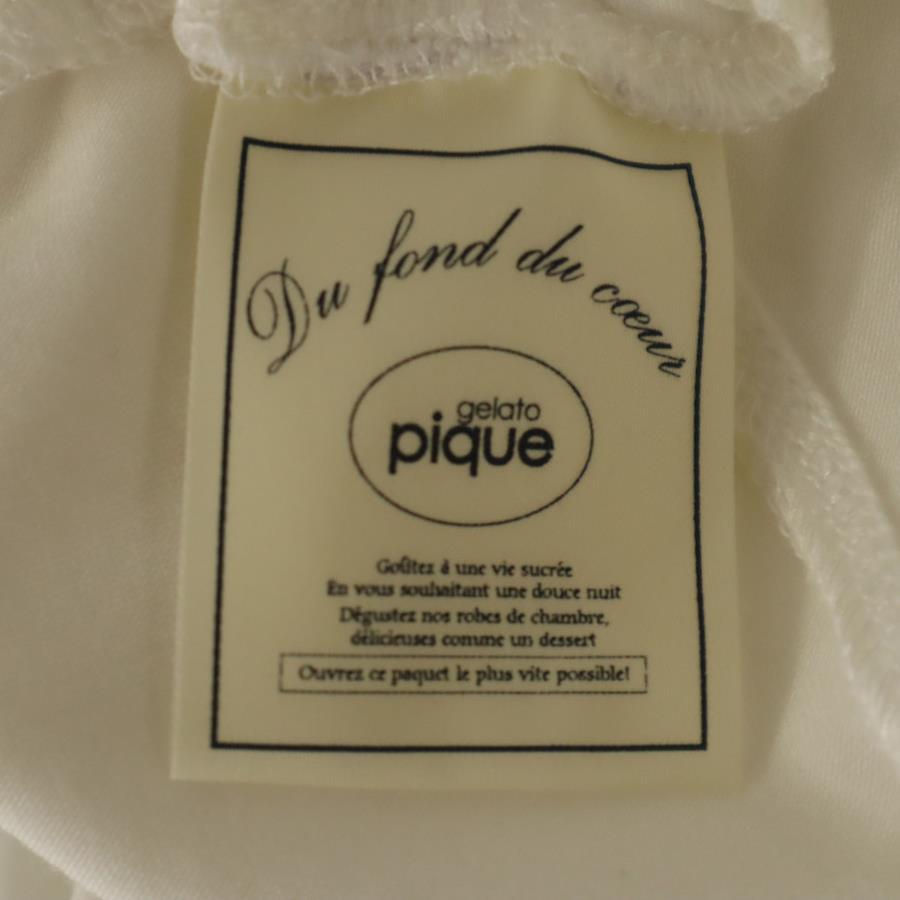 Du fond du cœur
gelato
pique
Goûtez à une vie sucrée
En vous souhaitant une douce nuit
Dégustez nos robes de chambre,
délicieuses comme un dessert
Ouvrez ce paquet le plus vite possible!